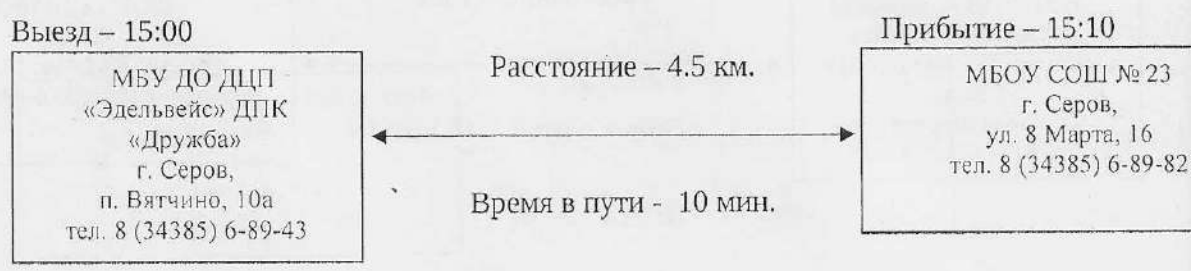 Выезд – 15:00
МБУ ДО ДЦП
«Эдельвейс» ДПК
«Дружба»
г. Серов,
п. Вятчино, 10а
тел. 8 (34385) 6-89-43
Расстояние – 4.5 км.
Время в пути - 10 мин.
Прибытие – 15:10
МБОУ СОШ № 23
г. Серов,
ул. 8 Марта, 16
тел. 8 (34385) 6-89-82